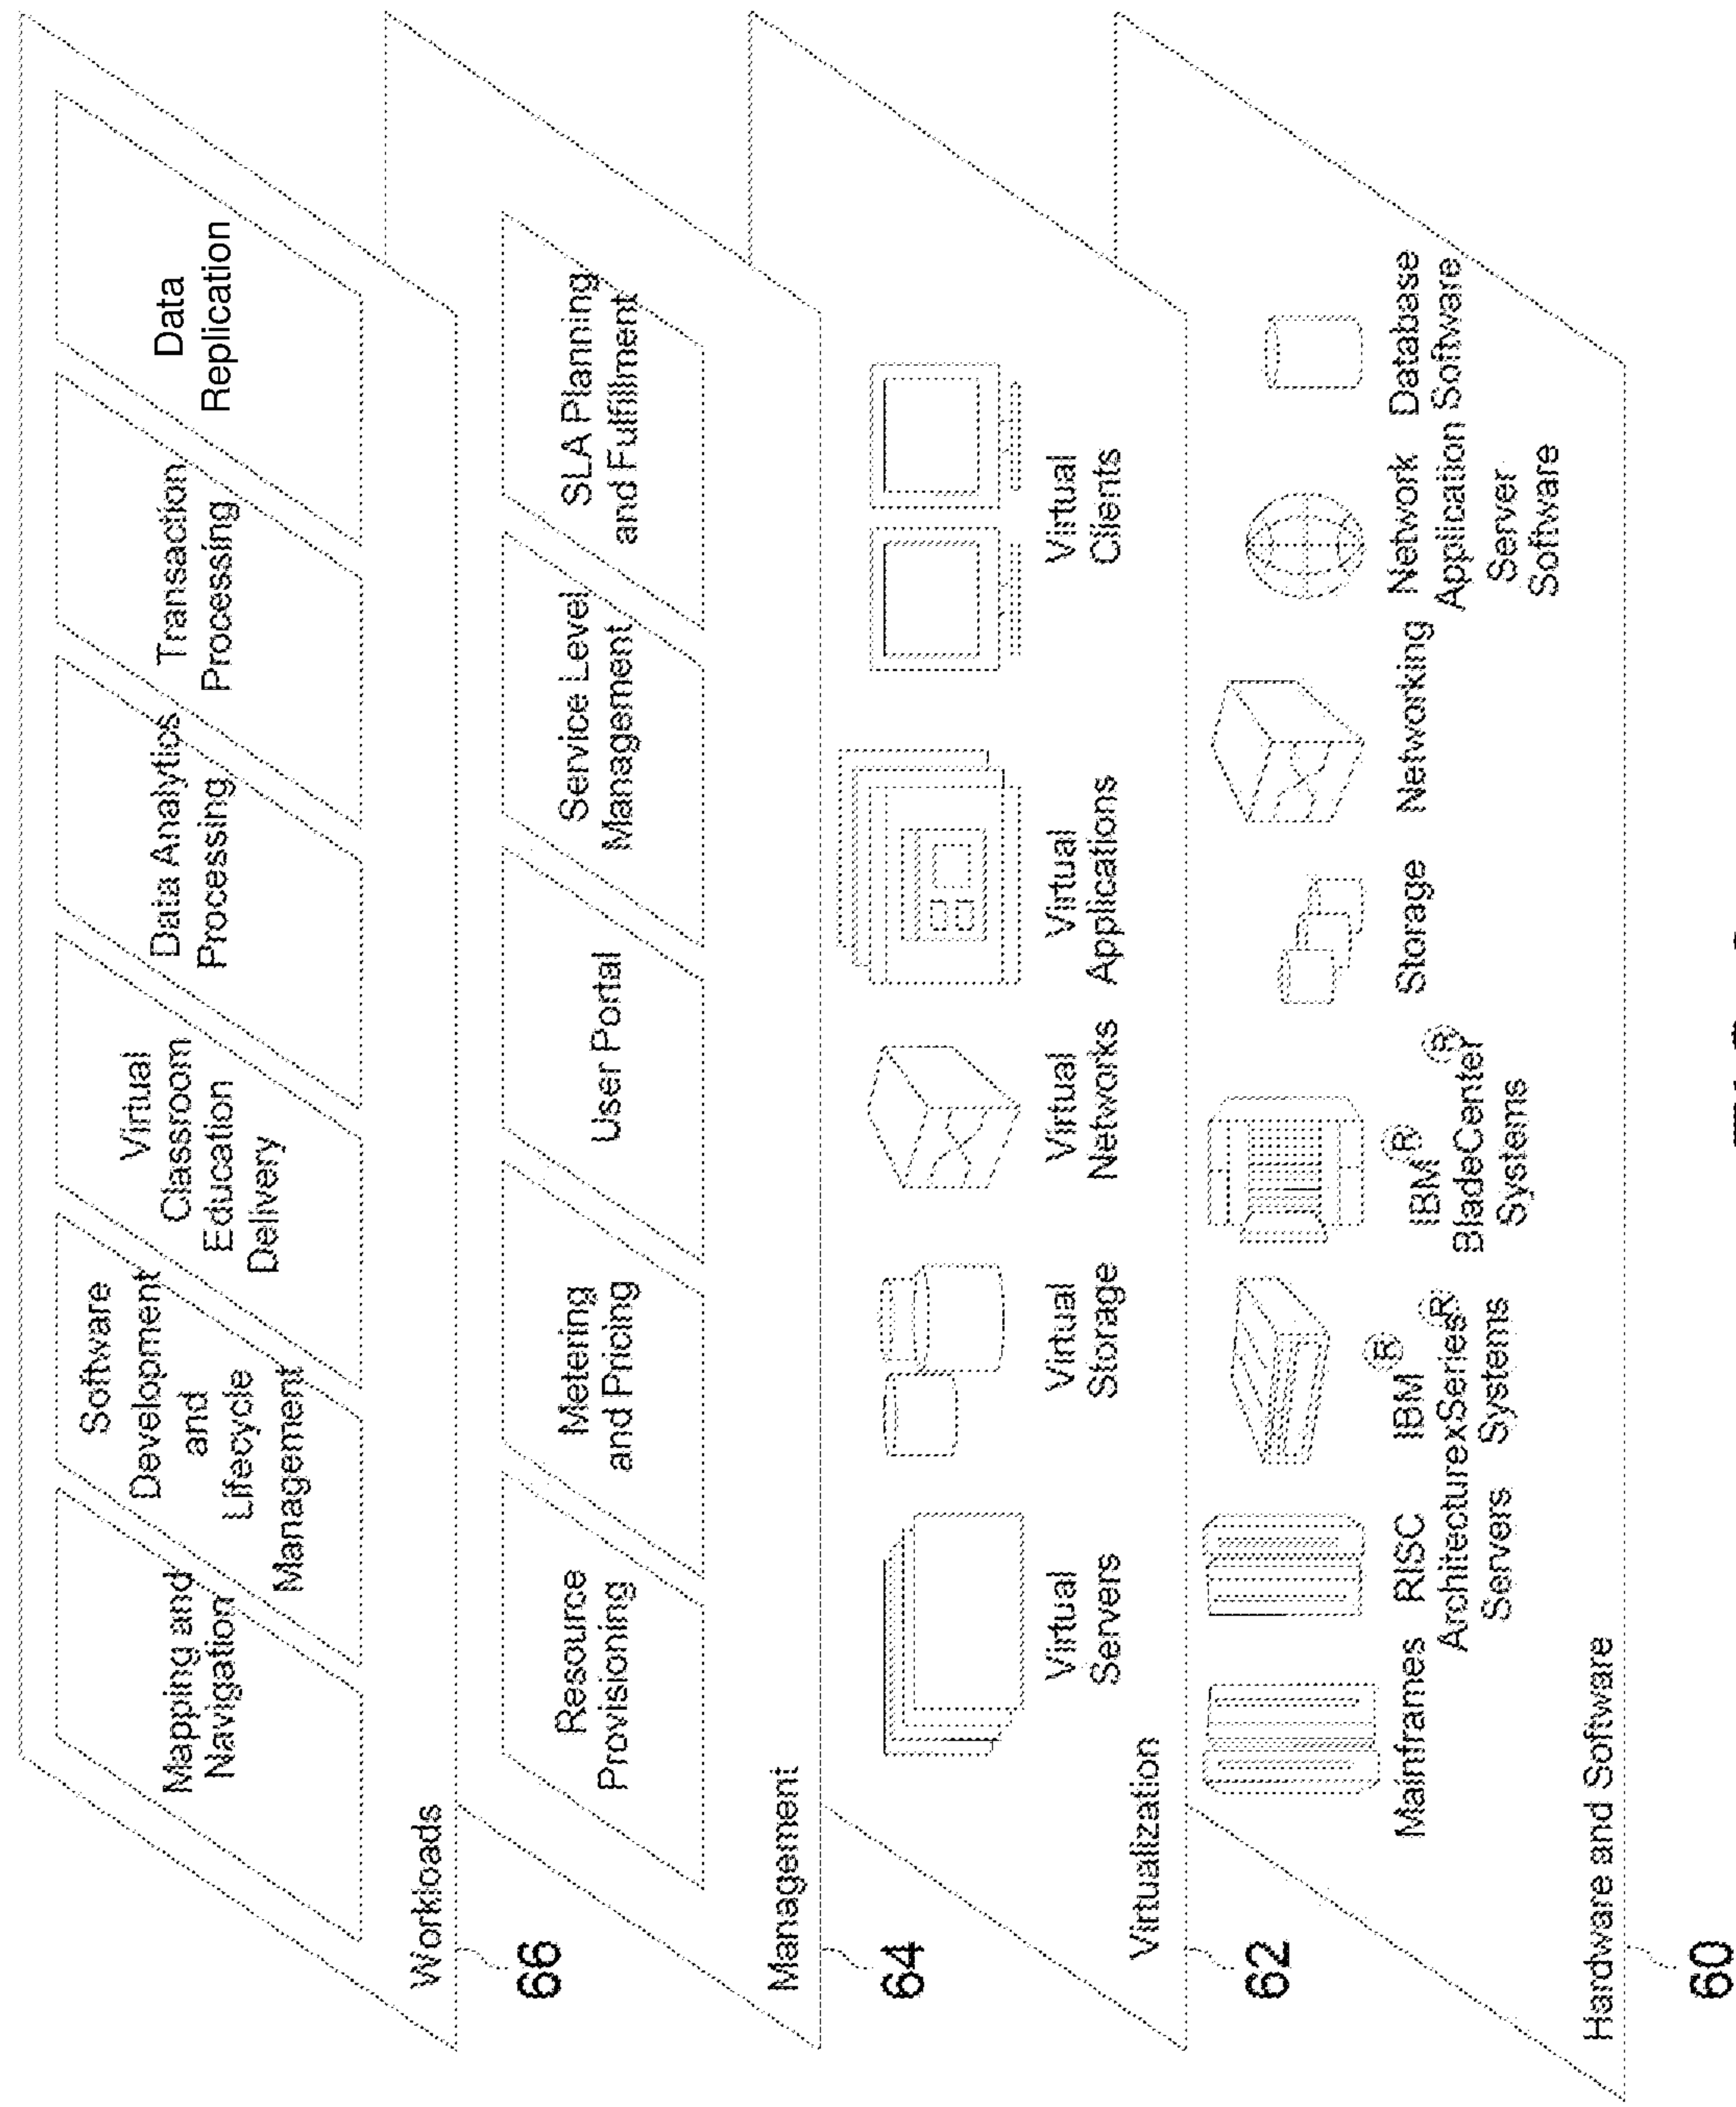 Mapping and
Navigation
Software
Development
and
Lifecycle
Management
Virtual
Classroom
Education
Delivery
Data Analytics
Processing
Transaction
Processing
Data
Replication
Workloads
66
Resource
Provisioning
Metering
and Pricing
User Portal
Service Level
Management
SLA Planning
and Fulfillment
Management
64
Virtual
Servers
Virtual
Storage
Virtual
Networks
Virtual
Applications
Virtual
Clients
Virtualization
62
Mainframes
RISC
Architecture
Servers
IBM®
xSeries®
Systems
IBM®
BladeCenter®
Systems
Storage
Networking
Network
Application
Server
Software
Database
Software
Hardware and Software
60